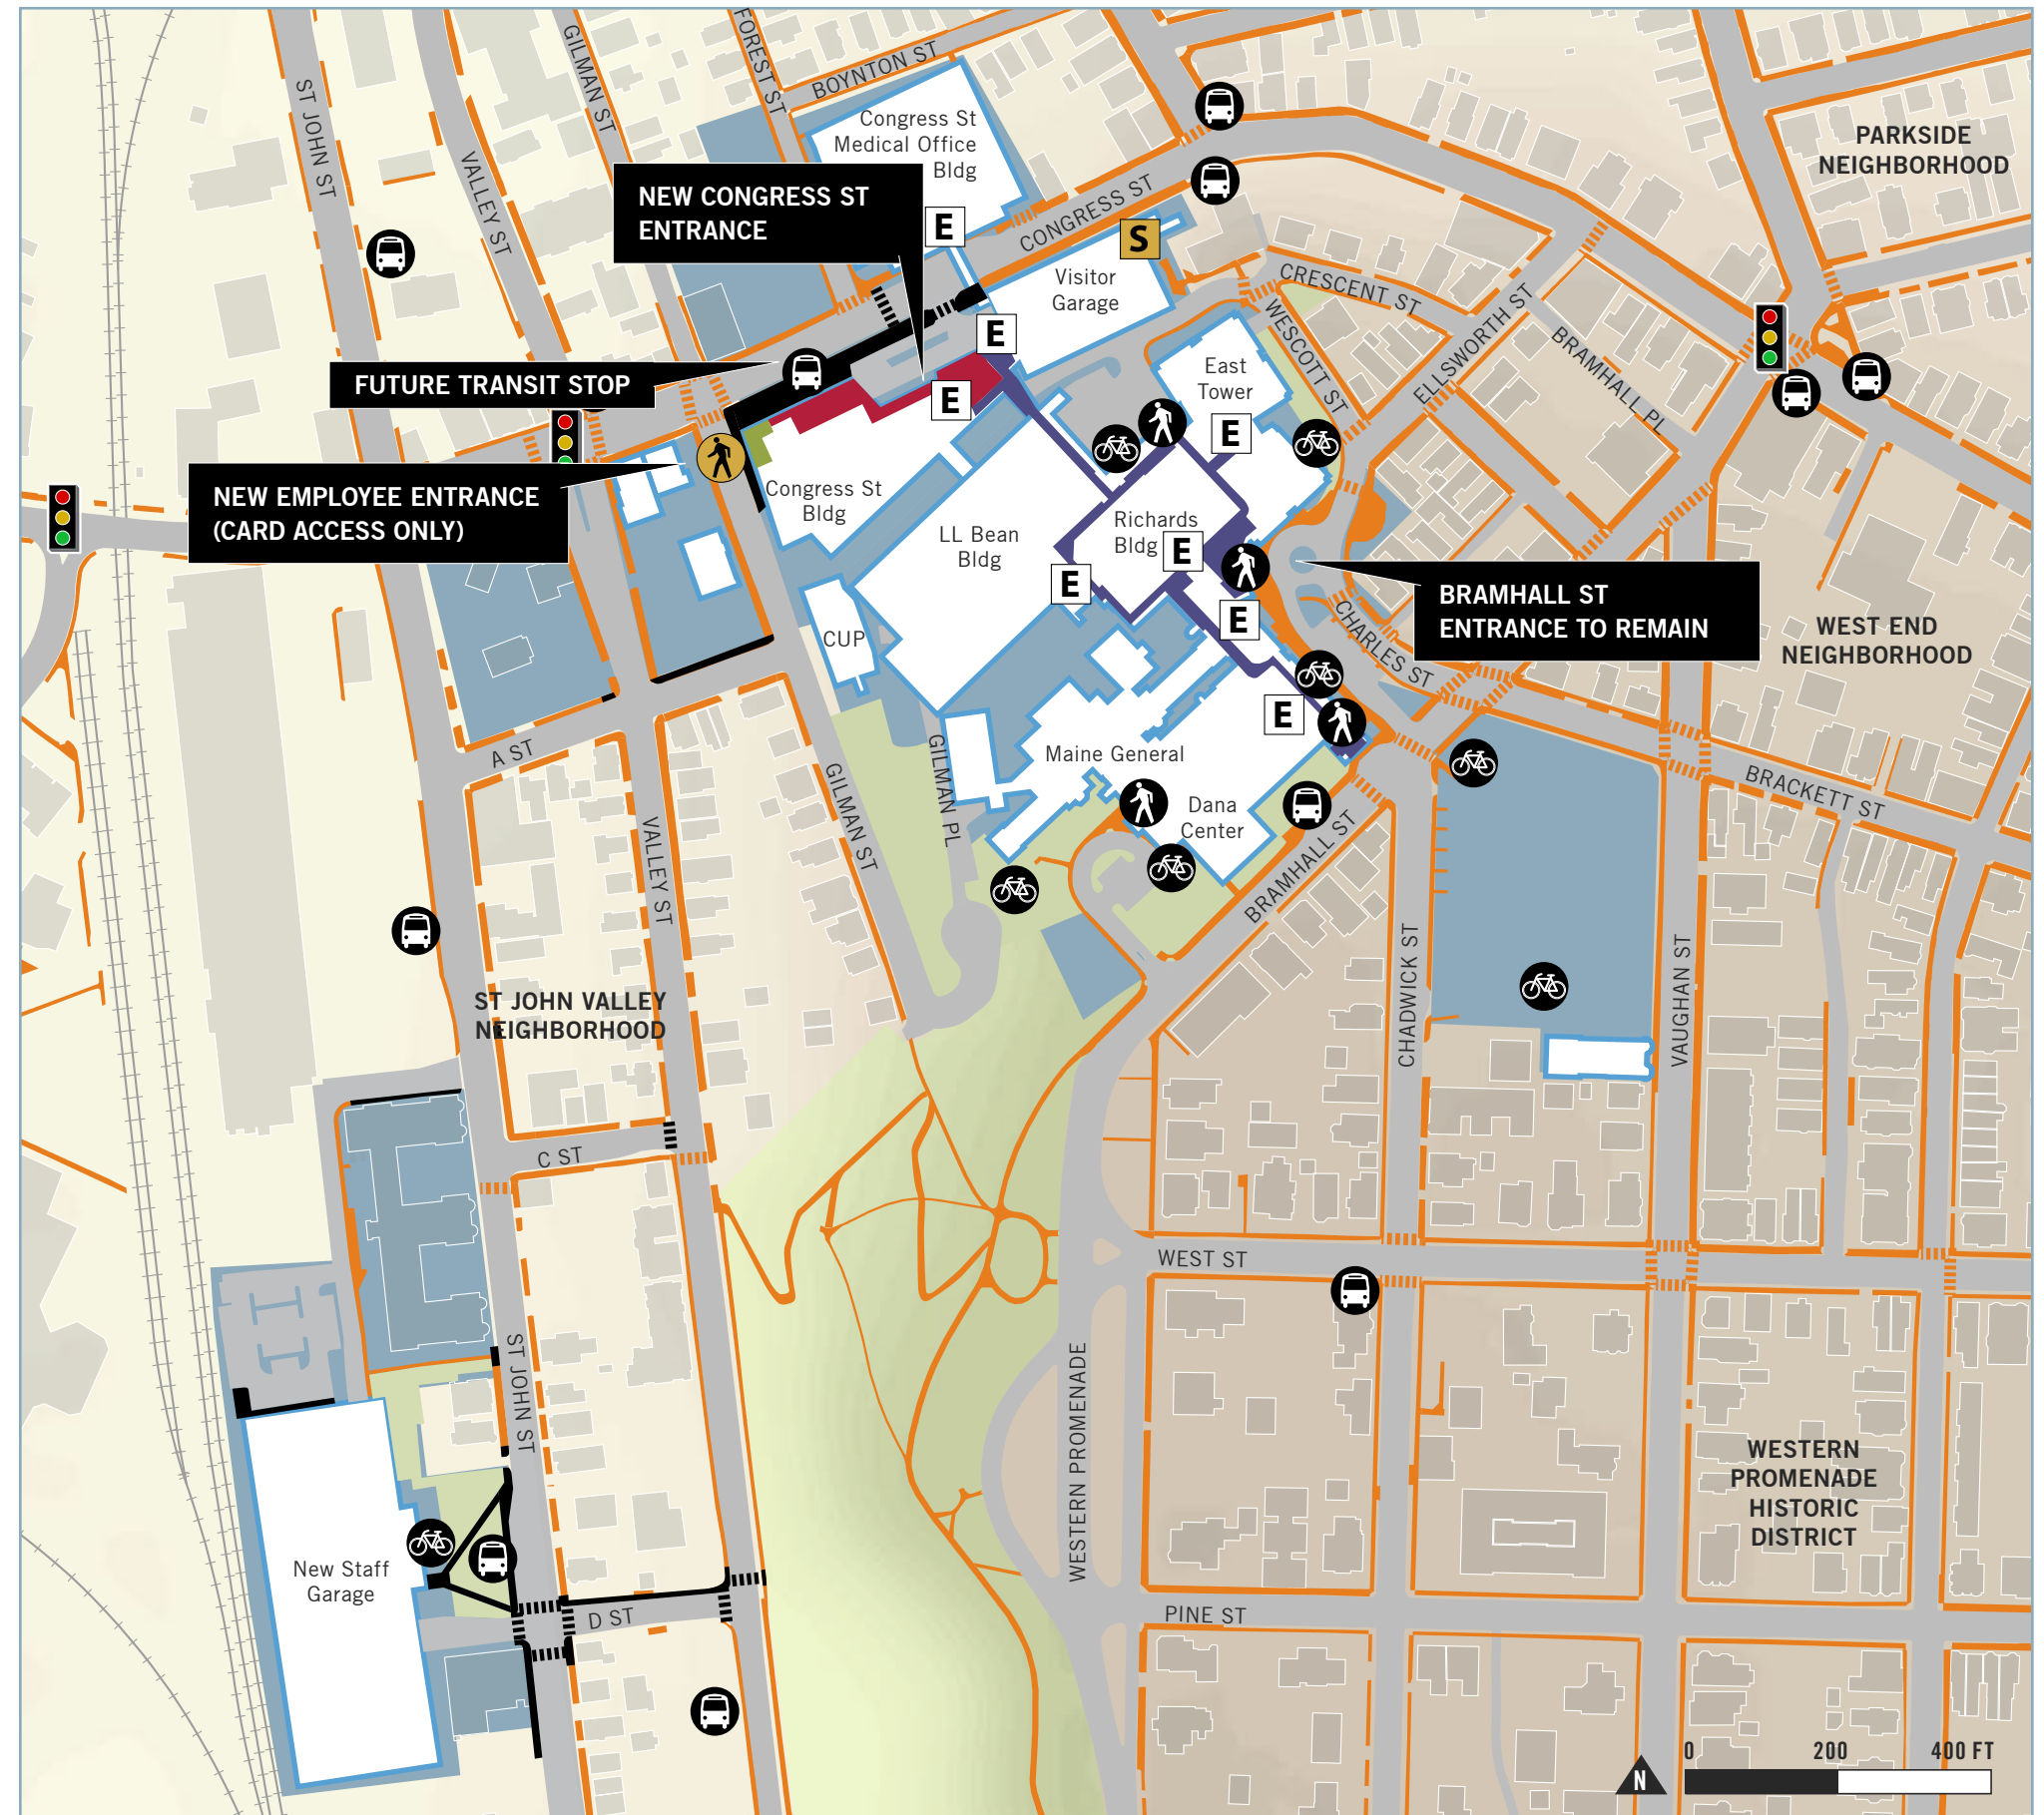 FOREST ST
GILMAN ST
BOYNTON ST
ST JOHN ST
VALLEY ST
Congress St
Medical Office
Bldg
PARKSIDE
NEIGHBORHOOD
NEW CONGRESS ST
ENTRANCE
E
CONGRESS ST
S
Visitor
Garage
CRESCENT ST
WESCOTT ST
ELLSWORTH ST
BRAMHALL PL
E
FUTURE TRANSIT STOP
E
East
Tower
E
NEW EMPLOYEE ENTRANCE
(CARD ACCESS ONLY)
Congress St
Bldg
LL Bean
Bldg
Richards
Bldg
E
E
E
BRAMHALL ST
ENTRANCE TO REMAIN
CHARLES ST
WEST END
NEIGHBORHOOD
CUP
E
A ST
GILMAN ST
GILMAN PL
Maine General
Dana
Center
BRAMHALL ST
BRACKETT ST
VALLEY ST
CHADWICK ST
VAUGHAN ST
ST JOHN VALLEY
NEIGHBORHOOD
C ST
WEST ST
ST JOHN ST
WESTERN PROMENADE
WESTERN
PROMENADE
HISTORIC
DISTRICT
New Staff
Garage
D ST
PINE ST
0 200 400 FT
N